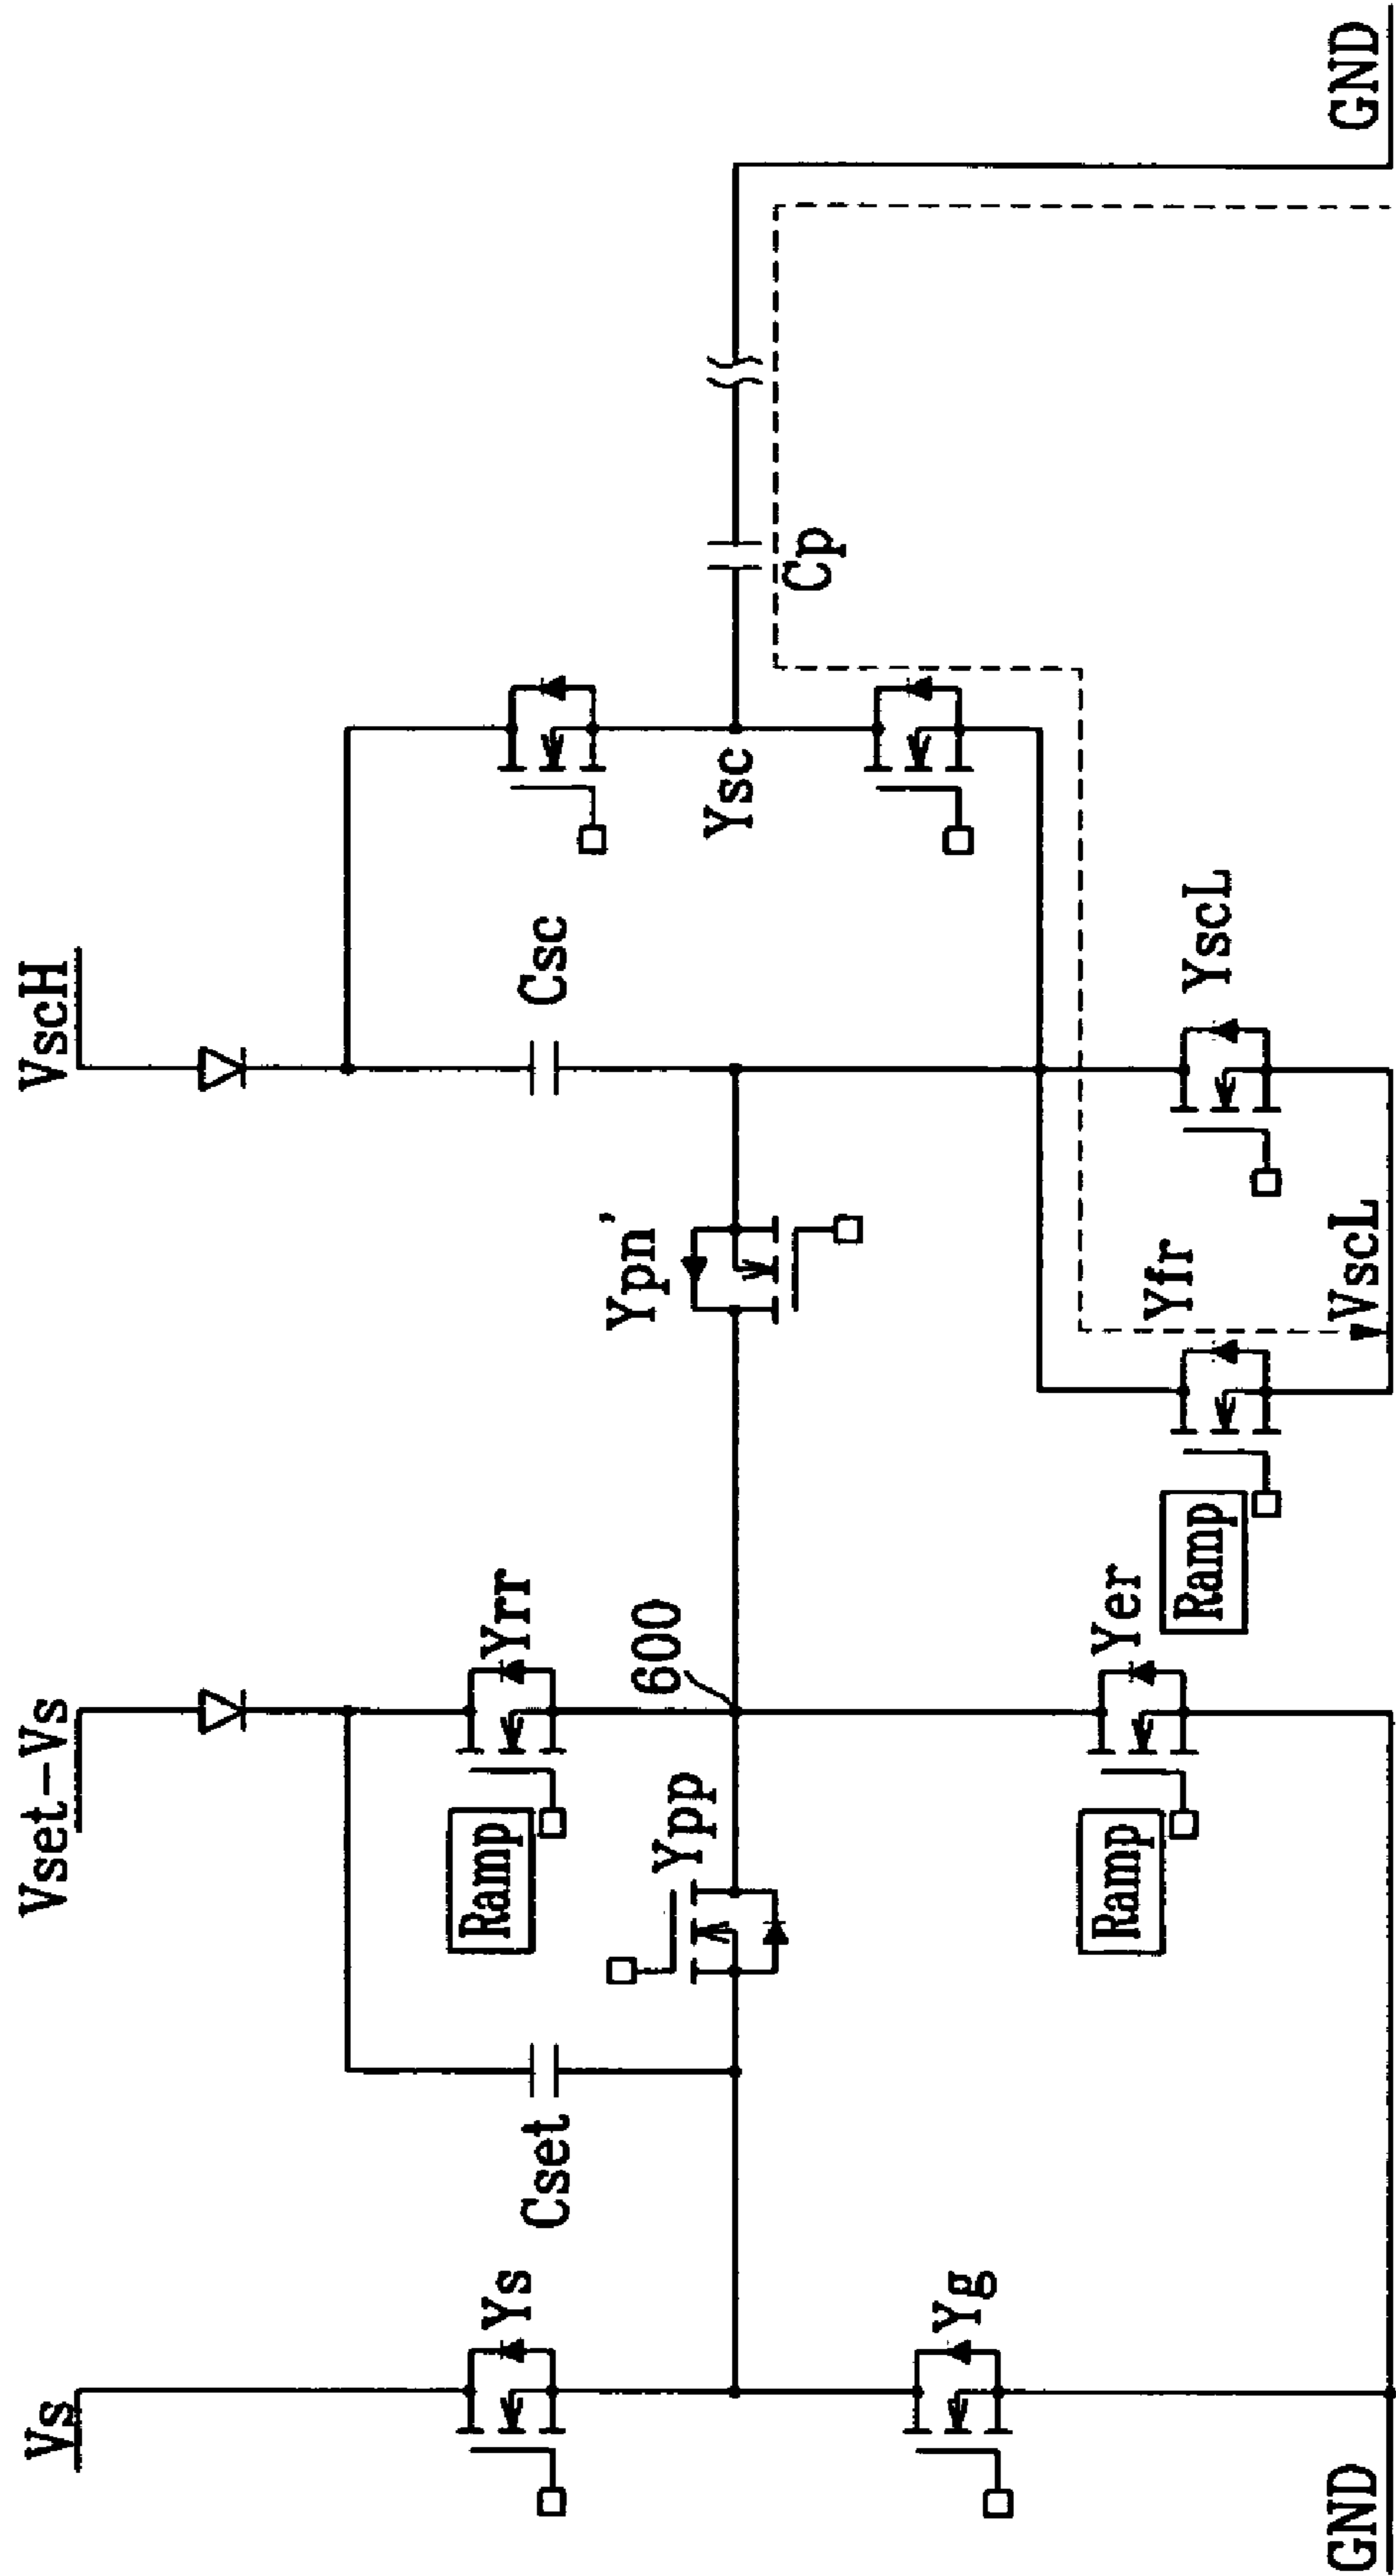 Vs
Vset-Vs
VscH
Ys
Cset
Ramp
Yrr
Ypp
600
Ypn'
Csc
Ysc
Cp
Yg
Ramp
Yer
Ramp
Yfr
YscL
VscL
GND
GND